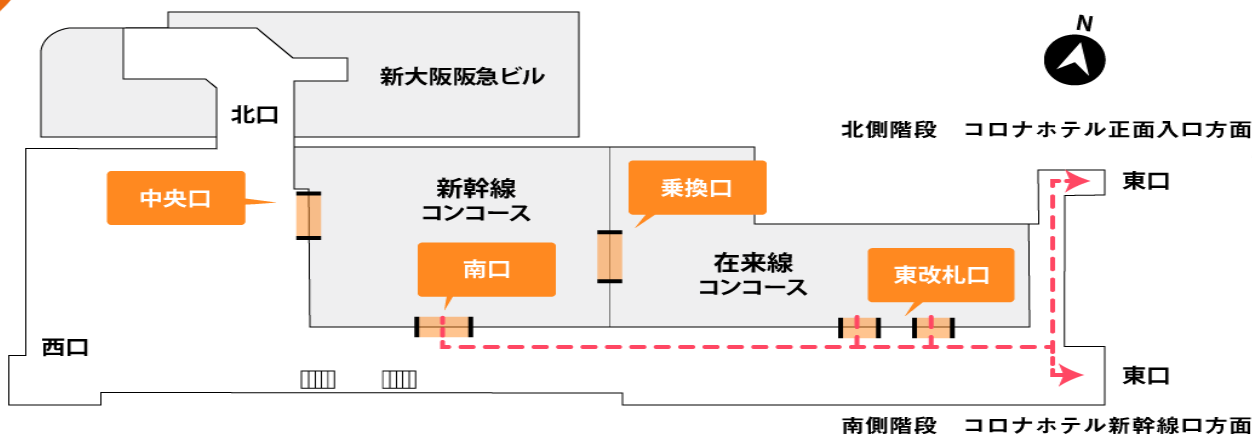 N
新大阪阪急ビル
北口
北側階段　コロナホテル正面入口方面
中央口
新幹線
コンコース
乗換口
東口
南口
在来線
コンコース
東改札口
西口
東口
南側階段　コロナホテル新幹線口方面